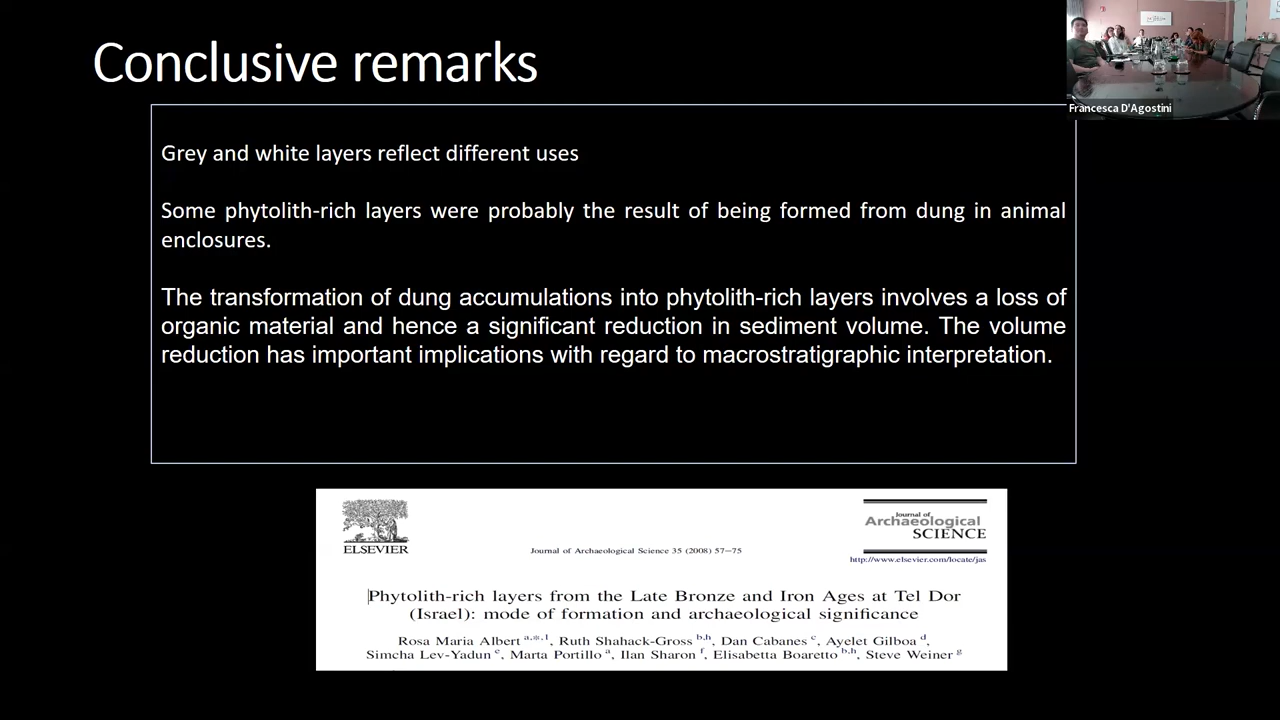 Conclusive remarks
Francesca D'Agostini
Grey and white layers reflect different uses
Some phytolith-rich layers were probably the result of being formed from dung in animal
enclosures.
The transformation of dung accumulations into phytolith-rich layers involves a loss of
organic material and hence a significant reduction in sediment volume. The volume
reduction has important implications with regard to macrostratigraphic interpretation.
ELSEVIER
Journal of Archaeological Science 35 (2008) 57–75
Journal of
Archaeological
SCIENCE
http://www.elsevier.com/locate/jas
Phytolith-rich layers from the Late Bronze and Iron Ages at Tel Dor
(Israel): mode of formation and archaeological significance
Rosa Maria Albert a,*,1, Ruth Shahack-Gross b,h, Dan Cabanes c, Ayelet Gilboa d,
Simcha Lev-Yadun e, Marta Portillo a, Ilan Sharon f, Elisabetta Boaretto b,h, Steve Weiner g